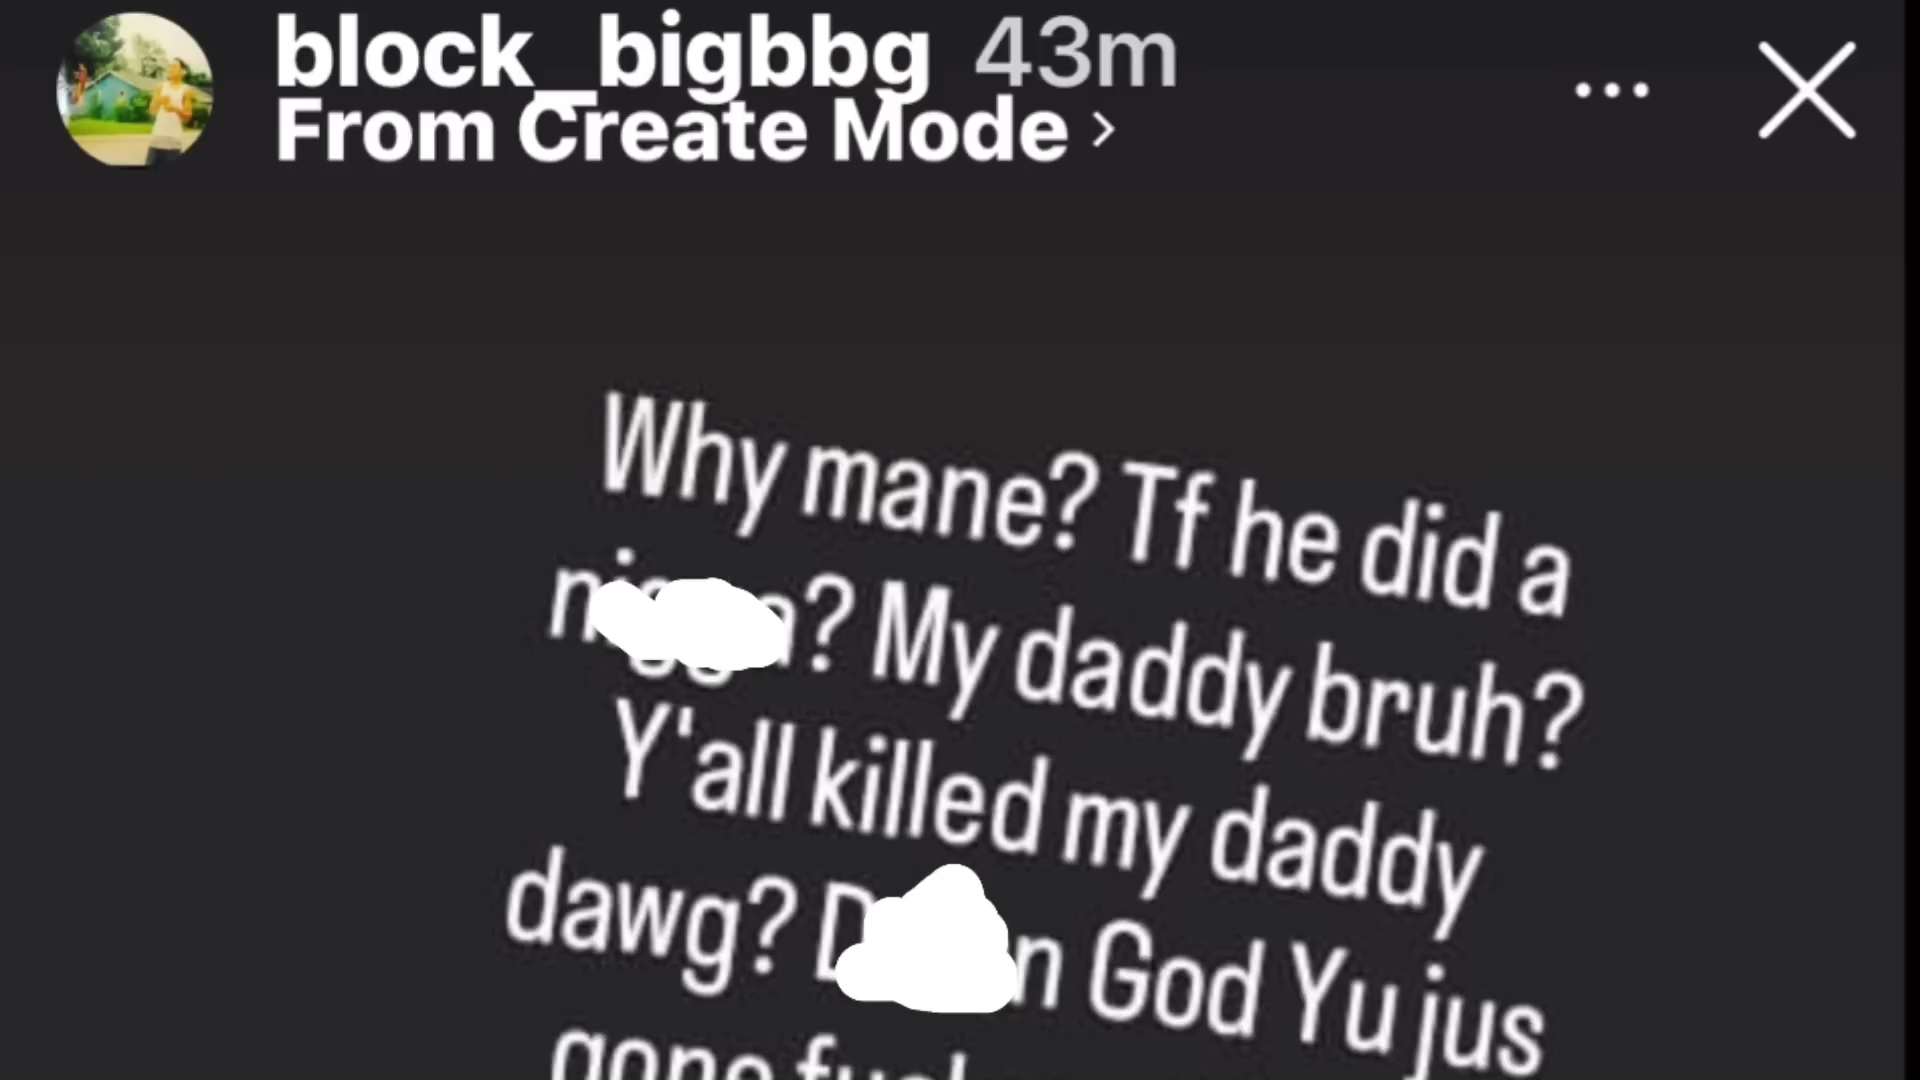 block_bigbbg 43m
From Create Mode >
Why mane? Tf he did a
? My daddy bruh?
Y'all killed my daddy
dawg? God Yu jus
gone